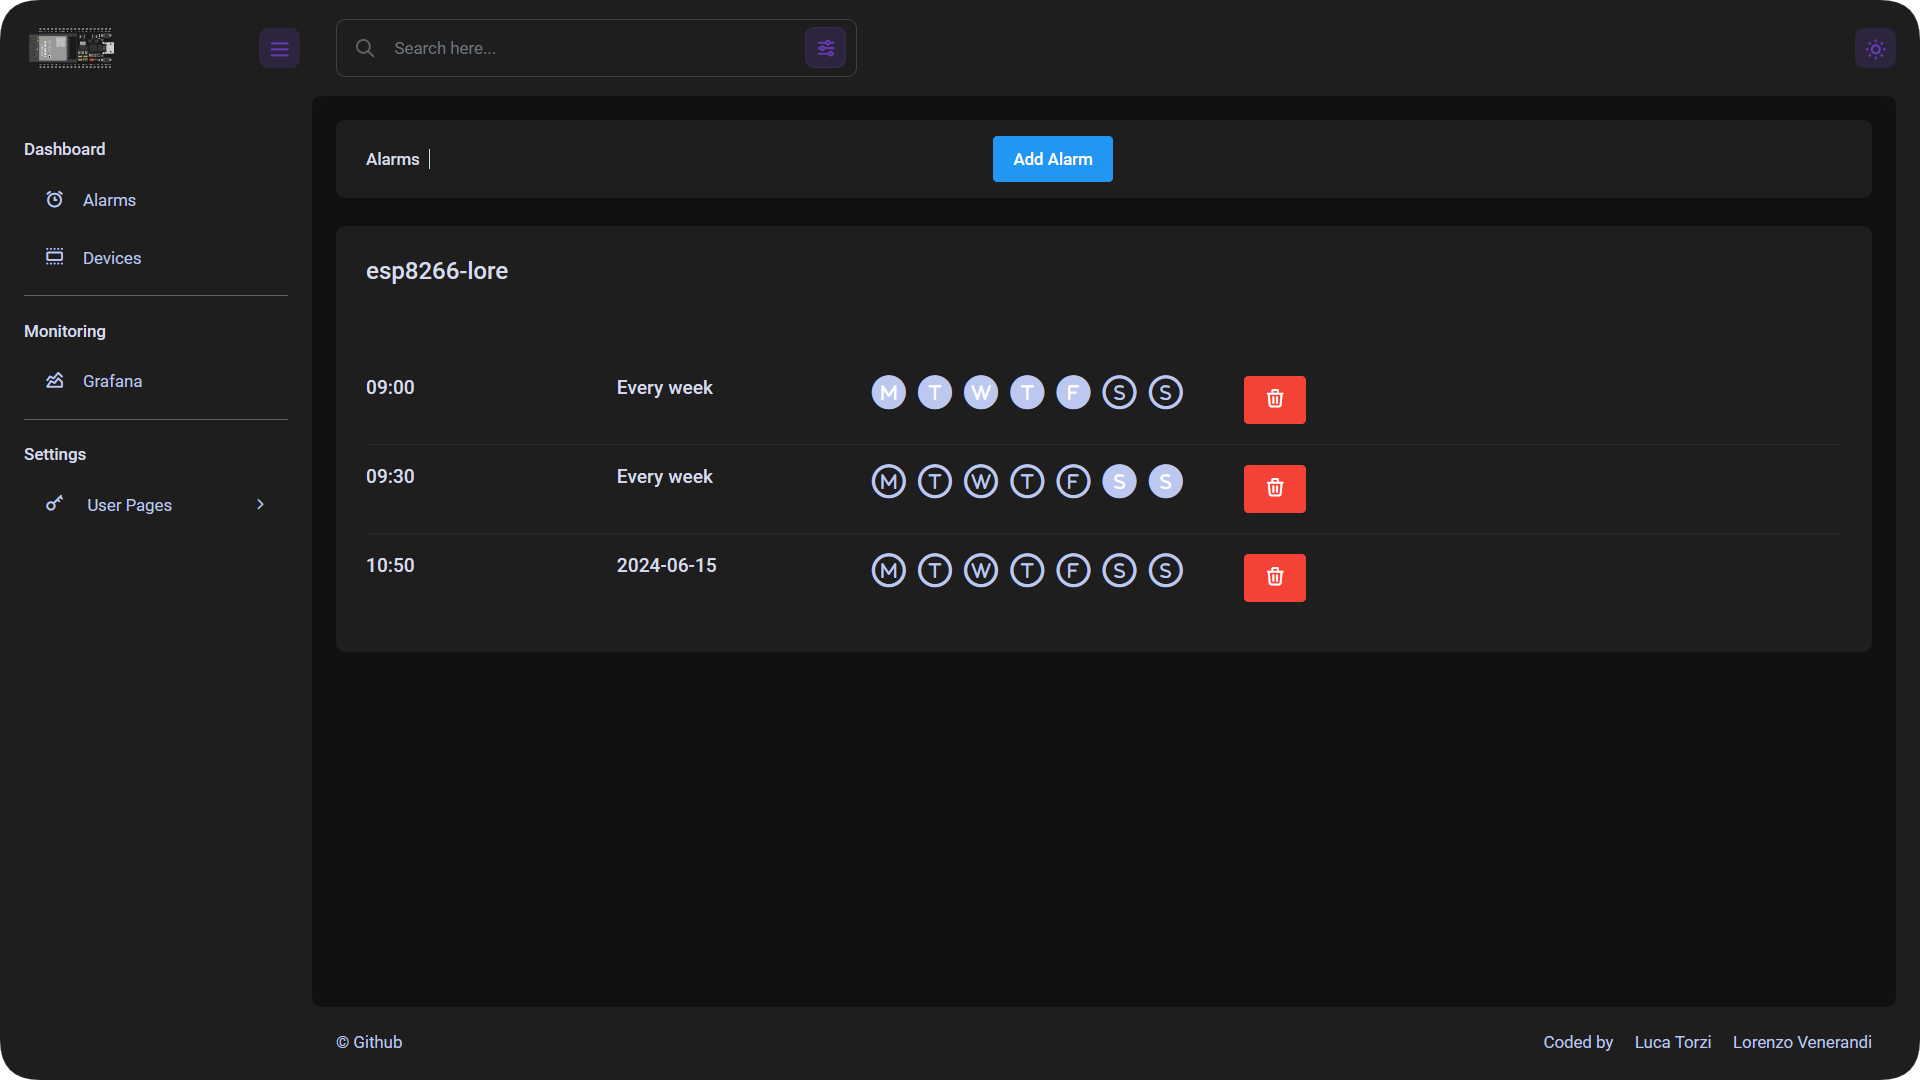 Search here...
Dashboard
Alarms
Devices
Monitoring
Grafana
Settings
User Pages
Alarms
Add Alarm
esp8266-lore
09:00 Every week M T W T F S S
09:30 Every week M T W T F S S
10:50 2024-06-15 M T W T F S S
© Github
Coded by Luca Torzi Lorenzo Venerandi